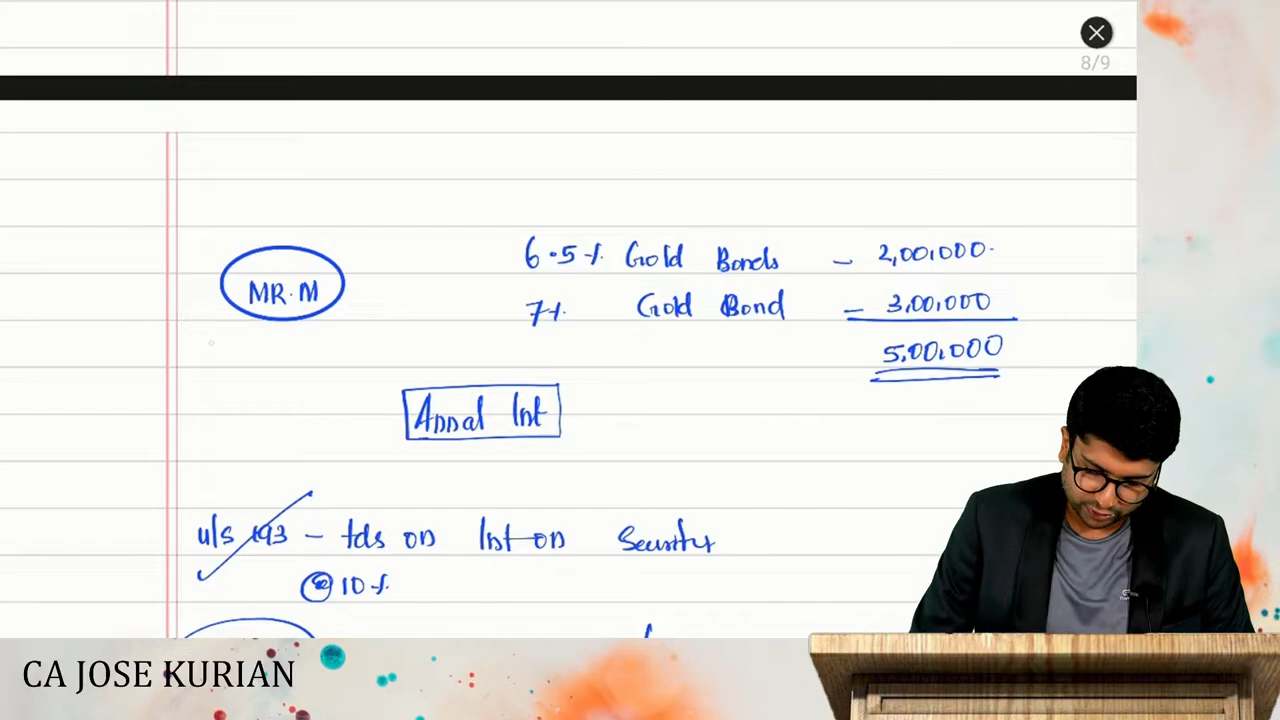 8/9
6.5% Gold Bonds - 2,00,000.
MR. M
7% Gold Bond - 3,00,000
5,00,000
Annal Int
u/s 193 - tds on Int on Security
@ 10%
CA JOSE KURIAN